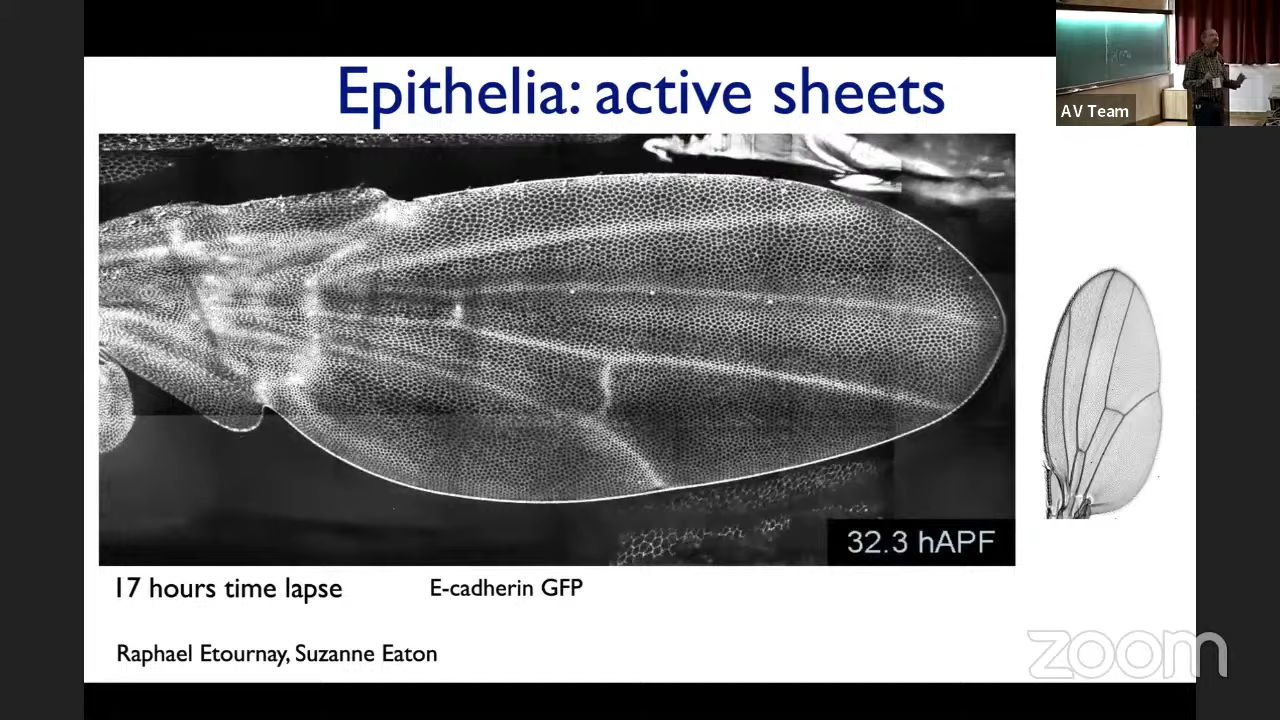 Epithelia: active sheets
AV Team
32.3 hAPF
17 hours time lapse
E-cadherin GFP
Raphael Etournay, Suzanne Eaton
zoom